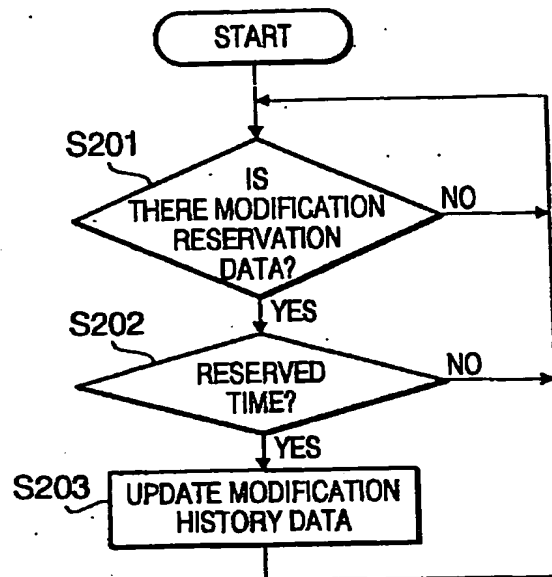 START
S201
IS
THERE MODIFICATION
RESERVATION
DATA?
NO
YES
S202
RESERVED
TIME?
NO
YES
S203
UPDATE MODIFICATION
HISTORY DATA